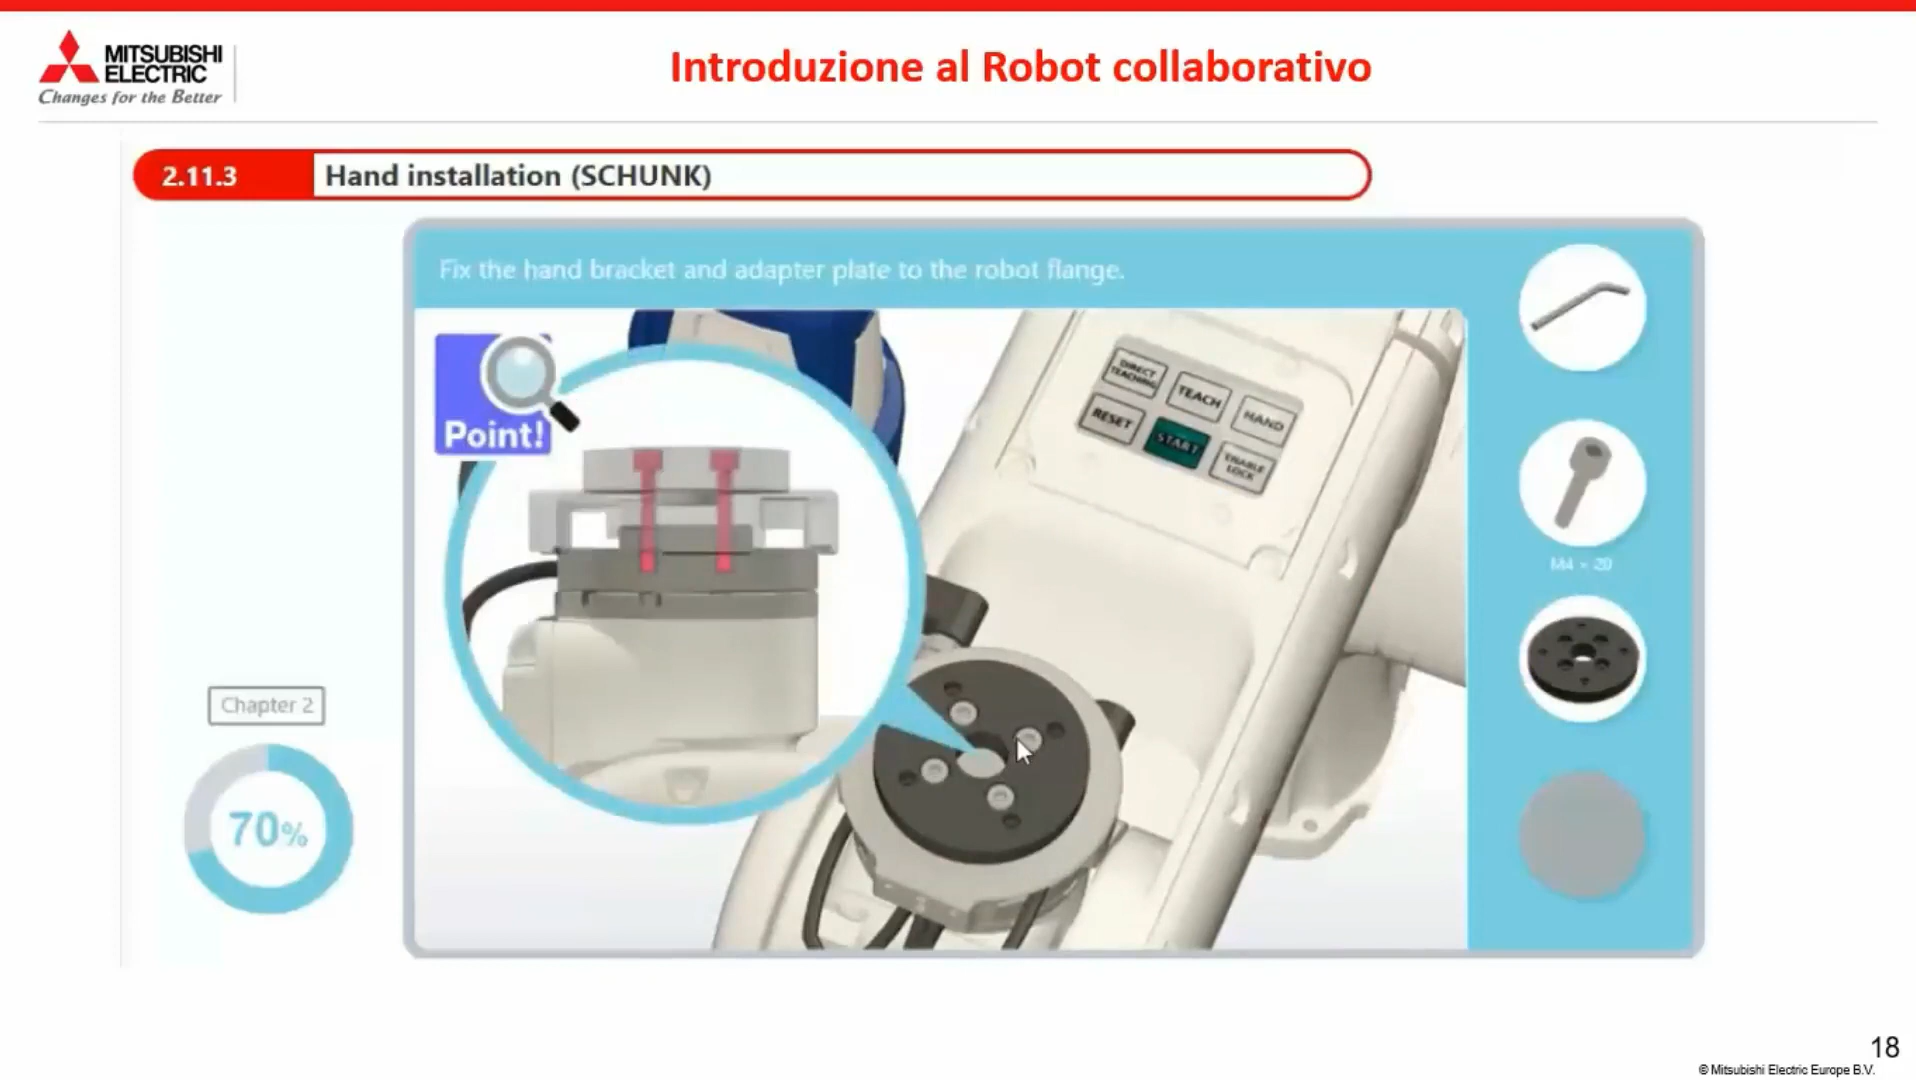 MITSUBISHI
ELECTRIC
Changes for the Better
Introduzione al Robot collaborativo
2.11.3
Hand installation (SCHUNK)
Fix the hand bracket and adapter plate to the robot flange.
Point!
DIRECT
TEACHING
TEACH
HAND
RESET
START
ENABLE
LOCK
M4 × 20
Chapter 2
70%
18
© Mitsubishi Electric Europe B.V.